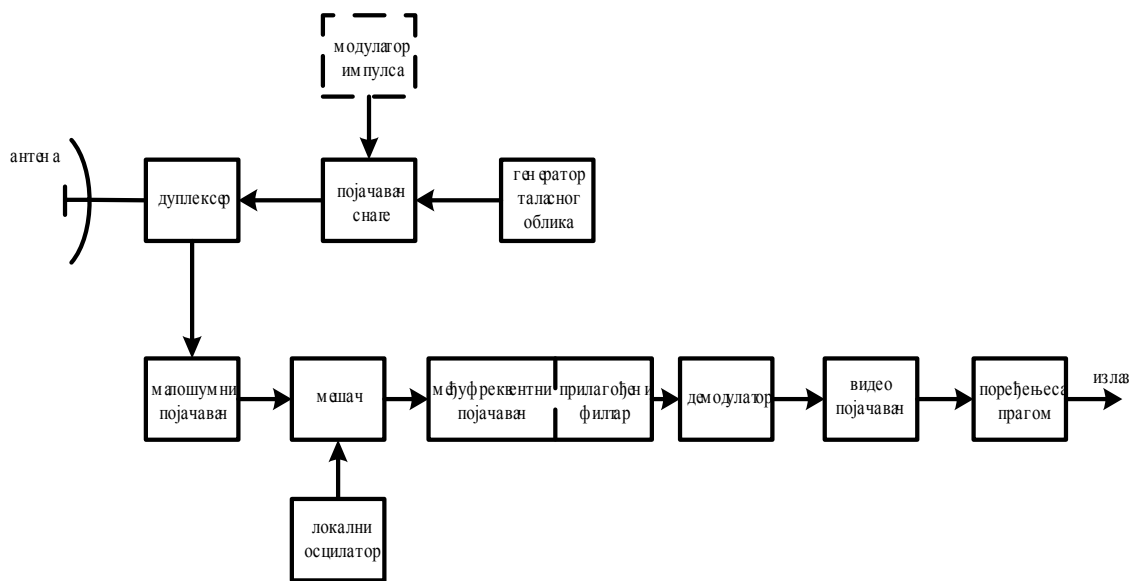 модулатор
импулса
антена
дуплексер
појачавач
снаге
генератор
таласног
облика
малошумни
појачавач
мешач
међуфреквентни
појачавач
прилагођени
филтар
демодулатор
видео
појачавач
поређење са
прагом
излаз
локални
осцилатор